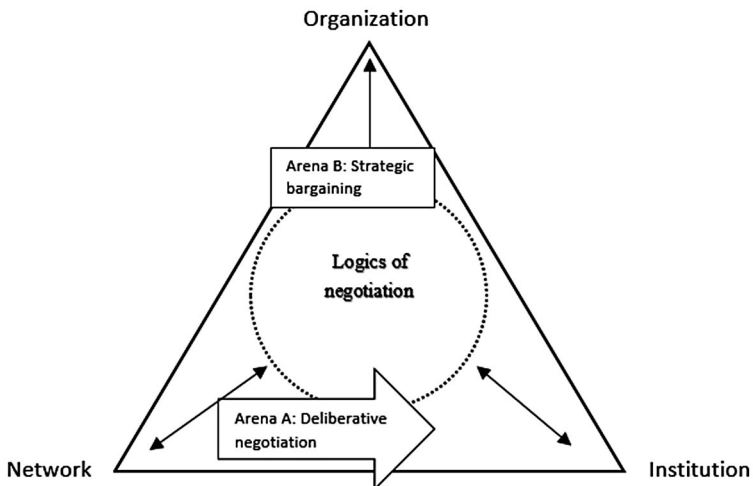 Organization
Arena B: Strategic
bargaining
Logics of
negotiation
Arena A: Deliberative
negotiation
Network
Institution